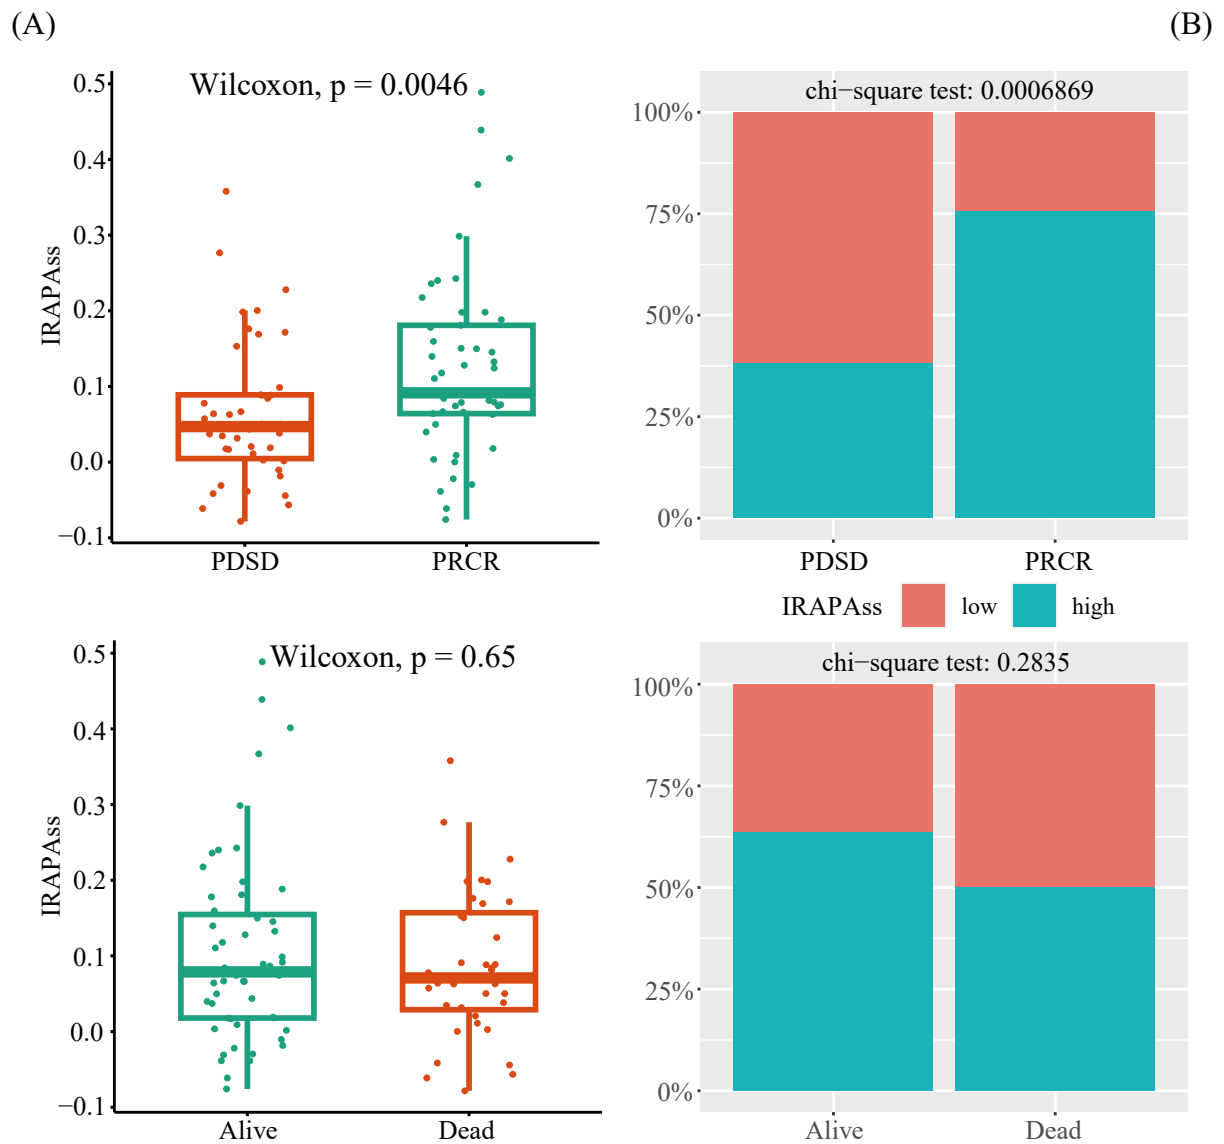 (A)
(B)
Wilcoxon, p = 0.0046
0.5
0.4
0.3
0.2
0.1
0.0
−0.1
IRAPAss
PDSD
PRCR
chi−square test: 0.0006869
100%
75%
50%
25%
0%
PDSD
PRCR
IRAPAss
low
high
Wilcoxon, p = 0.65
0.5
0.4
0.3
0.2
0.1
0.0
−0.1
IRAPAss
Alive
Dead
chi−square test: 0.2835
100%
75%
50%
25%
0%
Alive
Dead